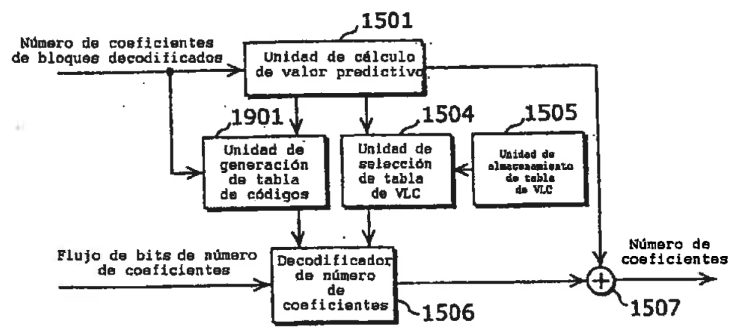 1501
Número de coeficientes
de bloques decodificados
Unidad de cálculo
de valor predictivo
1901
1504
1505
Unidad de
generación
de tabla
de códigos
Unidad de
selección
de tabla
de VLC
Unidad de
almacenamiento
de tabla
de VLC
Flujo de bits de número
de coeficientes
Decodificador
de número
de
coeficientes
Número de
coeficientes
1506
1507